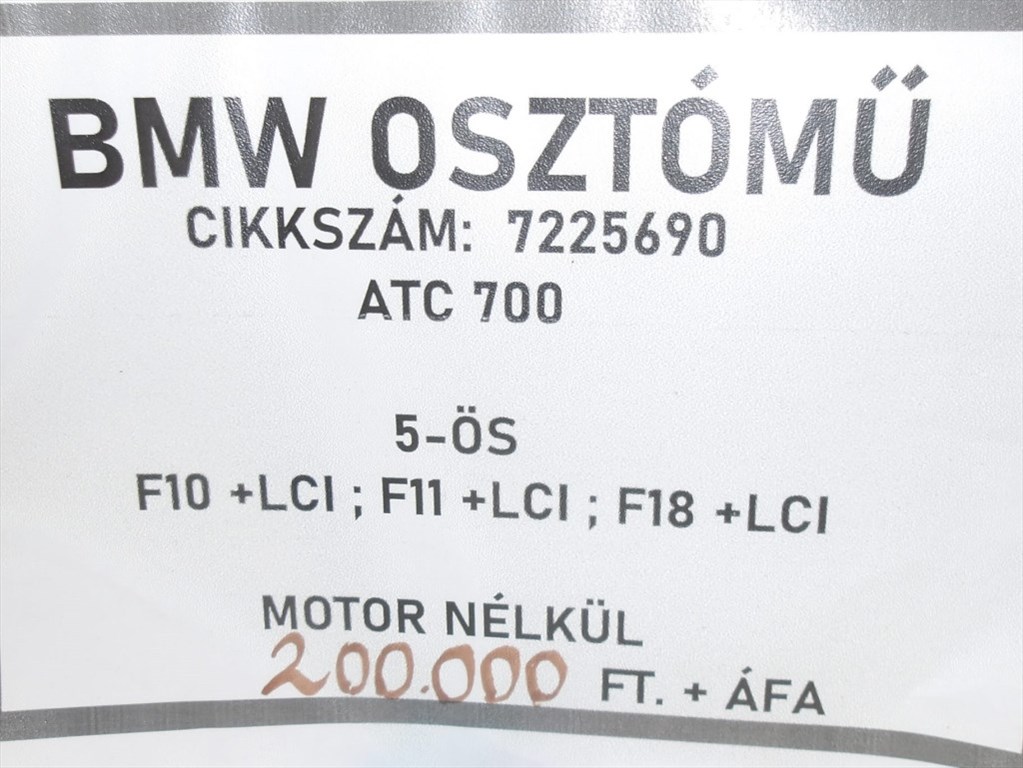 BMW OSZTÓMŰ
CIKKSZÁM: 7225690
ATC 700
5-ÖS
F10 +LCI ; F11 +LCI ; F18 +LCI
MOTOR NÉLKÜL
200.000 FT. + ÁFA